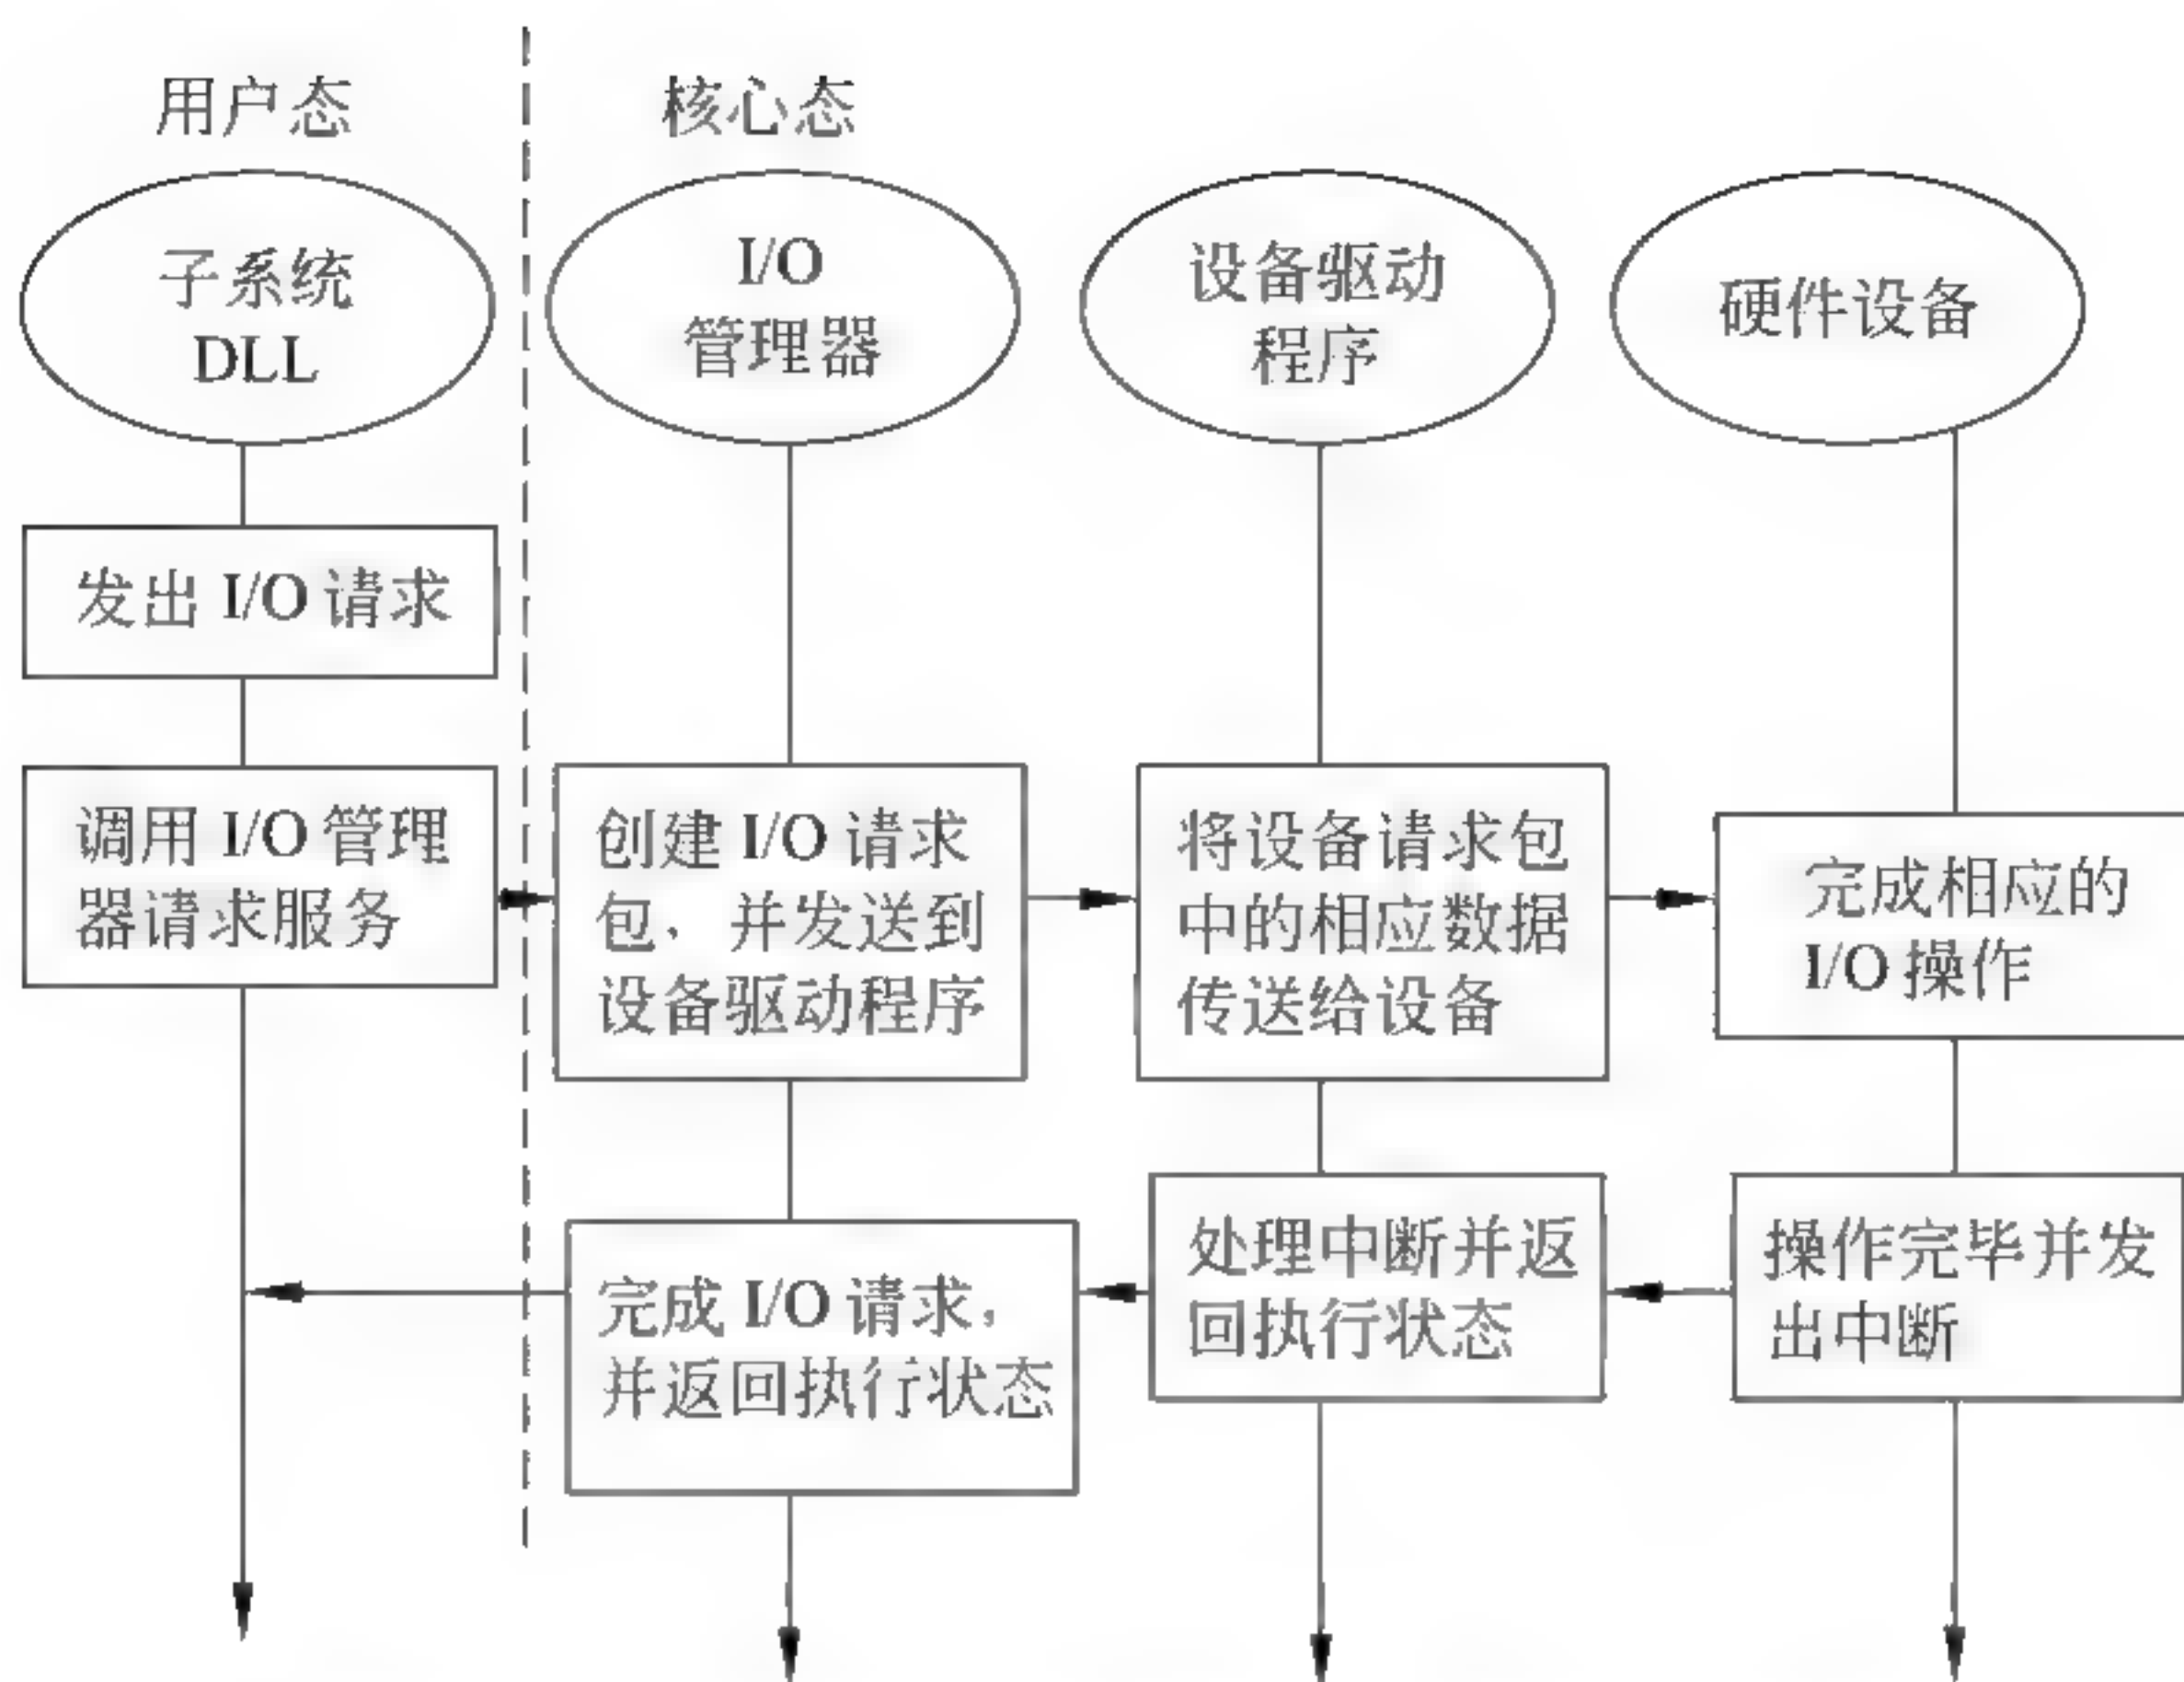 用户态
核心态
子系统
DLL
I/O
管理器
设备驱动
程序
硬件设备
发出 I/O 请求
调用 I/O 管理
器请求服务
创建 I/O 请求
包，并发送到
设备驱动程序
将设备请求包
中的相应数据
传送给设备
完成相应的
I/O 操作
完成 I/O 请求，
并返回执行状态
处理中断并返
回执行状态
操作完毕并发
出中断